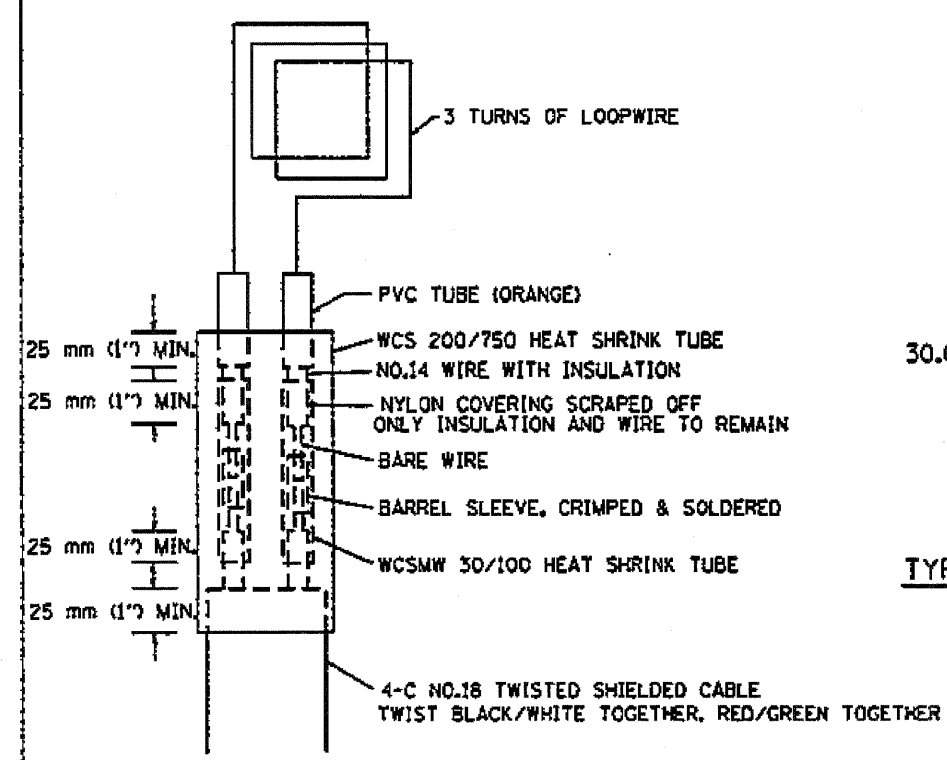 3 TURNS OF LOOPWIRE
PVC TUBE (ORANGE)
WCS 200/750 HEAT SHRINK TUBE
25 mm (1") MIN.
NO.14 WIRE WITH INSULATION
30.
25 mm (1") MIN.
NYLON COVERING SCRAPED OFF
ONLY INSULATION AND WIRE TO REMAIN
BARE WIRE
BARREL SLEEVE, CRIMPED & SOLDERED
25 mm (1") MIN.
WCSMW 30/100 HEAT SHRINK TUBE
TYP
25 mm (1") MIN.
4-C NO.18 TWISTED SHIELDED CABLE
TWIST BLACK/WHITE TOGETHER, RED/GREEN TOGETHER